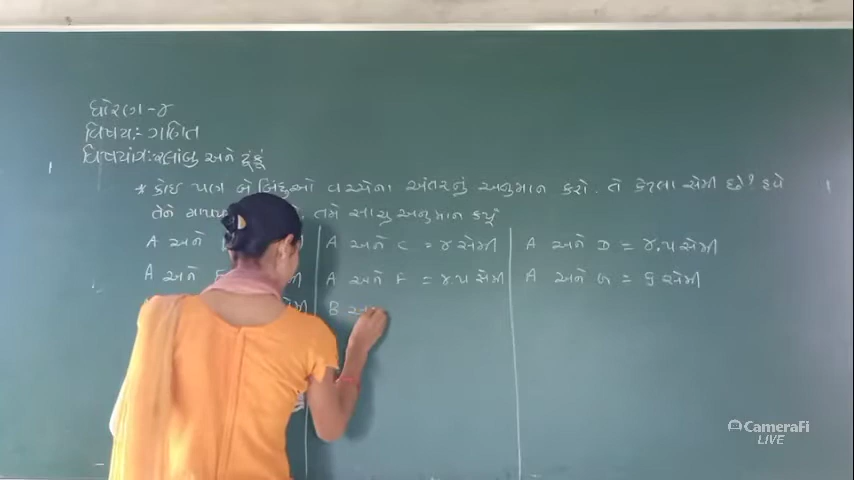 ધોરણ-૪
વિષય:- ગણિત
વિષયાંગ: લાંબુ અને ટૂંકું
* કોઇ પણ બે બિંદુઓ વચ્ચેના અંતરનું અનુમાન કરો. તે કેટલા સેમી હશે? હવે
તેને તમે સાચુ અનુમાન કર્યું
A અને A અને C = ૪ સેમી A અને D = ૪.૫ સેમી
A અને A અને F = ૪.૫ સેમી A અને G = ૬ સેમી
સેમી B અ
CameraFi
LIVE